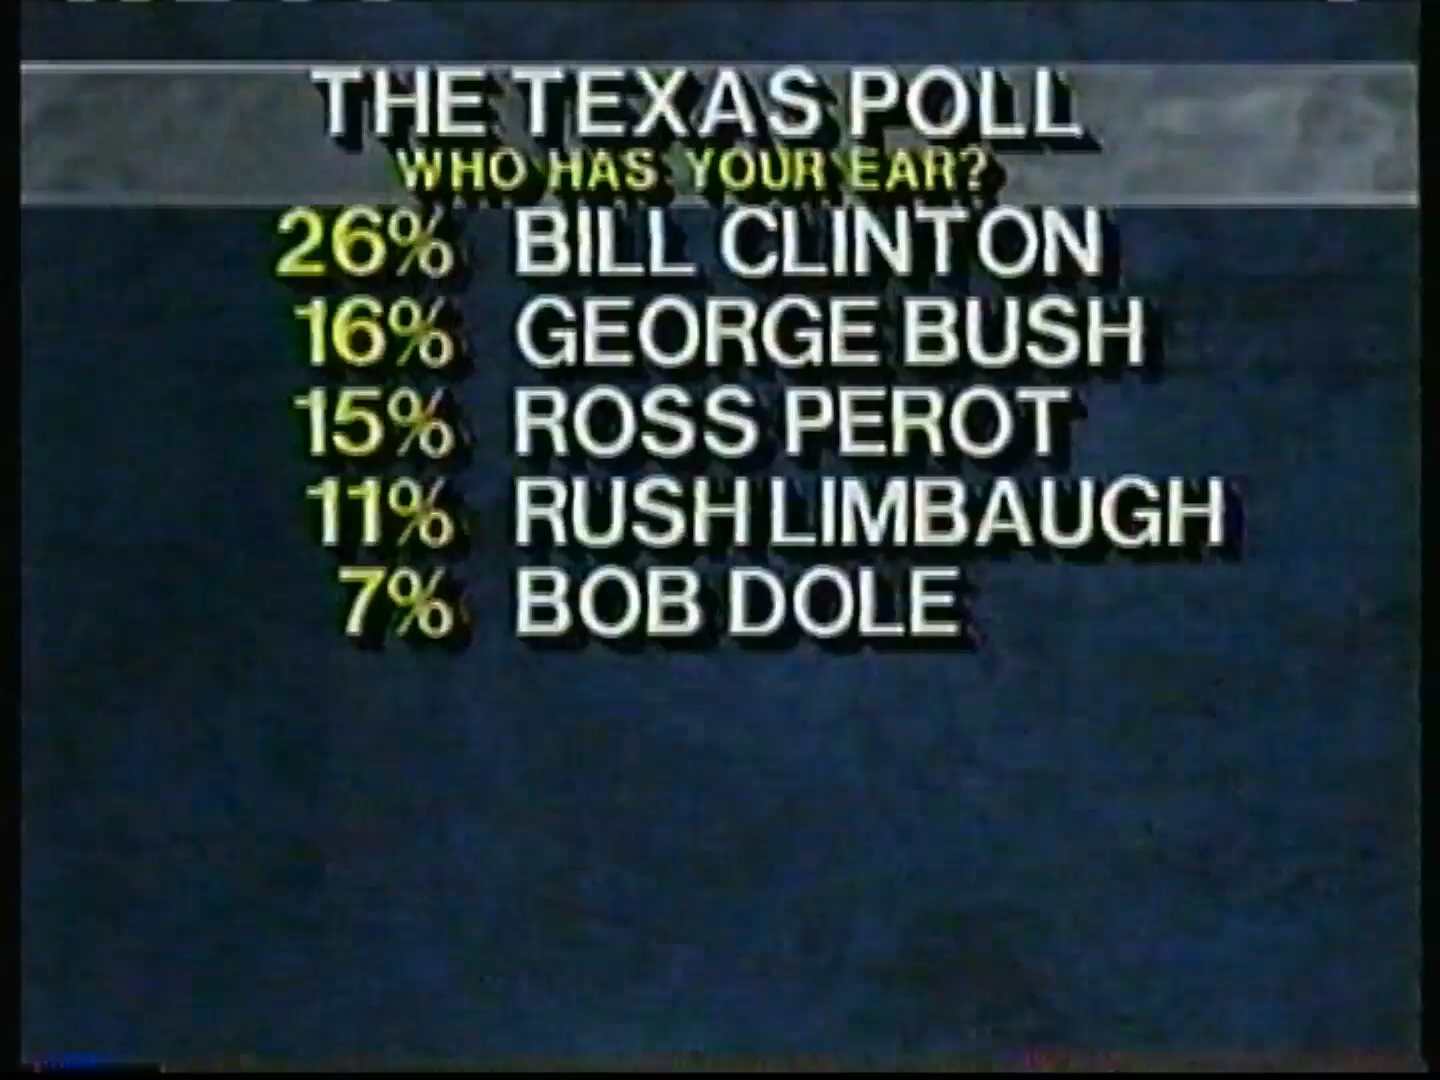 THE TEXAS POLL
WHO HAS YOUR EAR?
26% BILL CLINTON
16% GEORGE BUSH
15% ROSS PEROT
11% RUSH LIMBAUGH
7% BOB DOLE